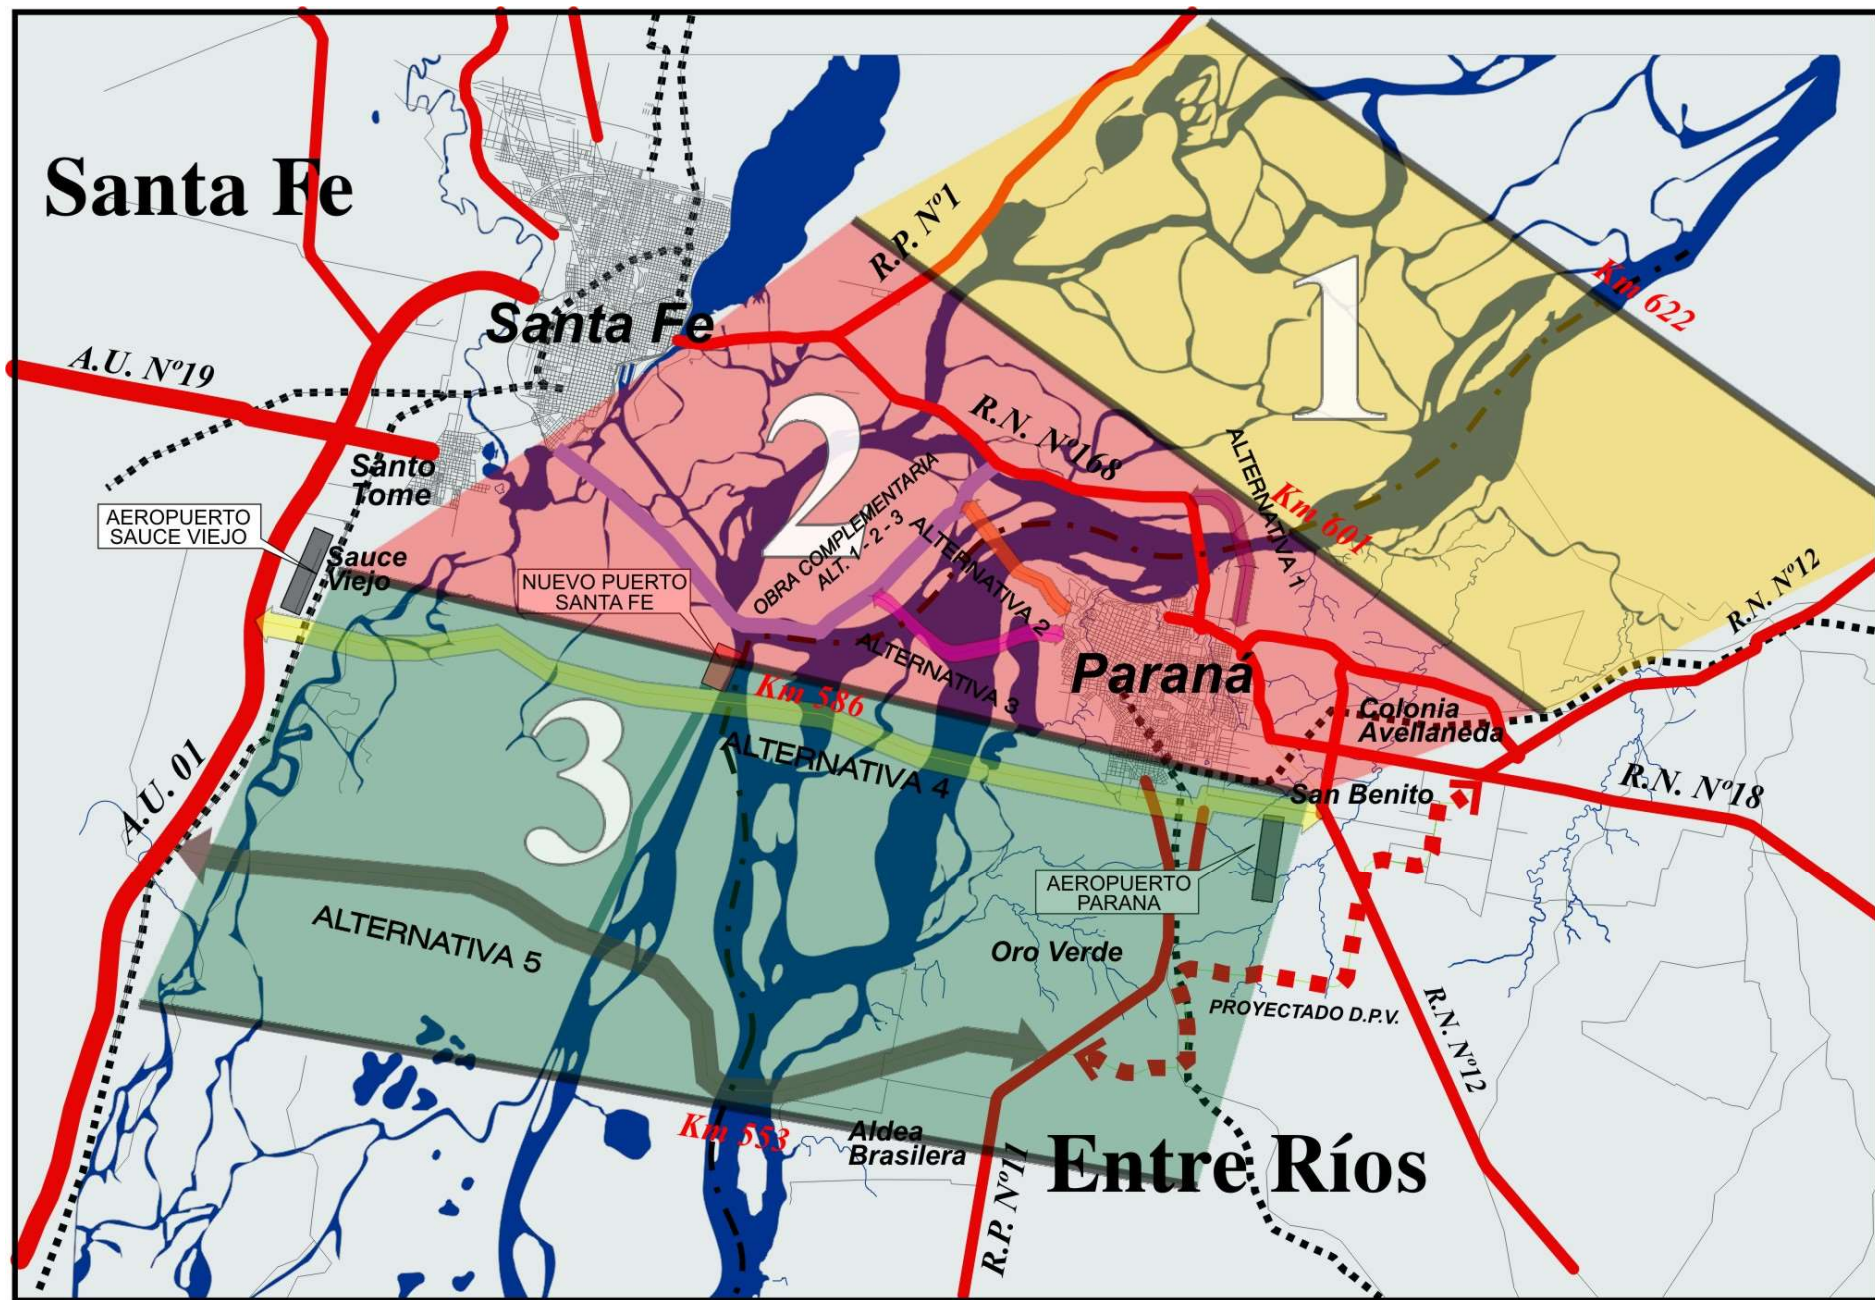 Santa Fe
R.P. Nº1
1
Km 622
Santa Fe
A.U. Nº19
2
R.N. Nº168
Santo
Tome
ALTERNATIVA 1
Km 601
AEROPUERTO
SAUCE VIEJO
Sauce
Viejo
OBRA COMPLEMENTARIA
ALT. 1 - 2 - 3
ALTERNATIVA 2
NUEVO PUERTO
SANTA FE
R.N. Nº12
ALTERNATIVA 3
Paraná
Km 586
Colonia
Avellaneda
3
ALTERNATIVA 4
San Benito
R.N. Nº18
A.U. 01
AEROPUERTO
PARANA
ALTERNATIVA 5
Oro Verde
PROYECTADO D.P.V.
R.N. Nº12
Km 553
Aldea
Brasilera
Entre Ríos
R.P. Nº11